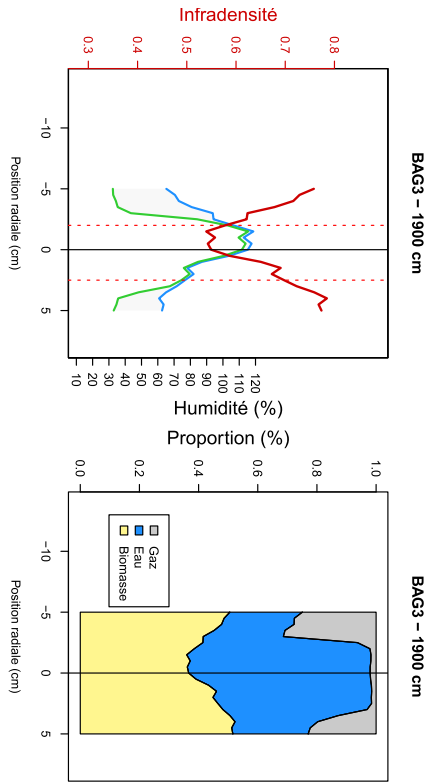 Infradensité
0.3 0.4 0.5 0.6 0.7 0.8
BAG3 − 1900 cm
−10 −5 0 5
Position radiale (cm)
10 20 30 40 50 60 70 80 90 100 110 120
Humidité (%)
Proportion (%)
0.0 0.2 0.4 0.6 0.8 1.0
BAG3 − 1900 cm
−10 −5 0 5
Position radiale (cm)
Gaz
Eau
Biomasse